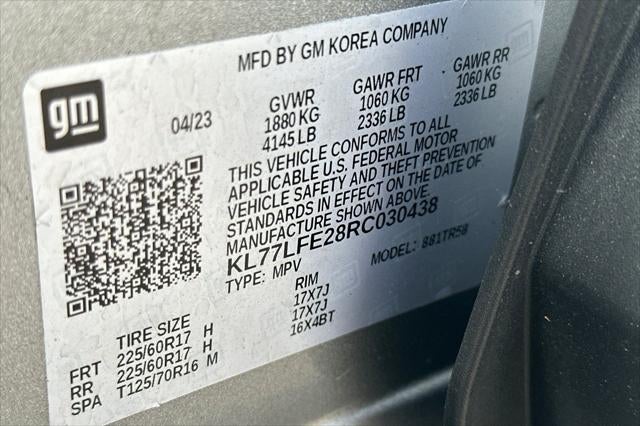 MFD BY GM KOREA COMPANY
gm
04/23
GVWR GAWR FRT GAWR RR
1880 KG 1060 KG 1060 KG
4145 LB 2336 LB 2336 LB
THIS VEHICLE CONFORMS TO ALL
APPLICABLE U.S. FEDERAL MOTOR
VEHICLE SAFETY AND THEFT PREVENTION
STANDARDS IN EFFECT ON THE DATE OF
MANUFACTURE SHOWN ABOVE.
KL77LFE28RC030438
TYPE: MPV MODEL: 881TR58
TIRE SIZE RIM
FRT 225/60R17 H 17X7J
RR 225/60R17 H 17X7J
SPA T125/70R16 M 16X4BT